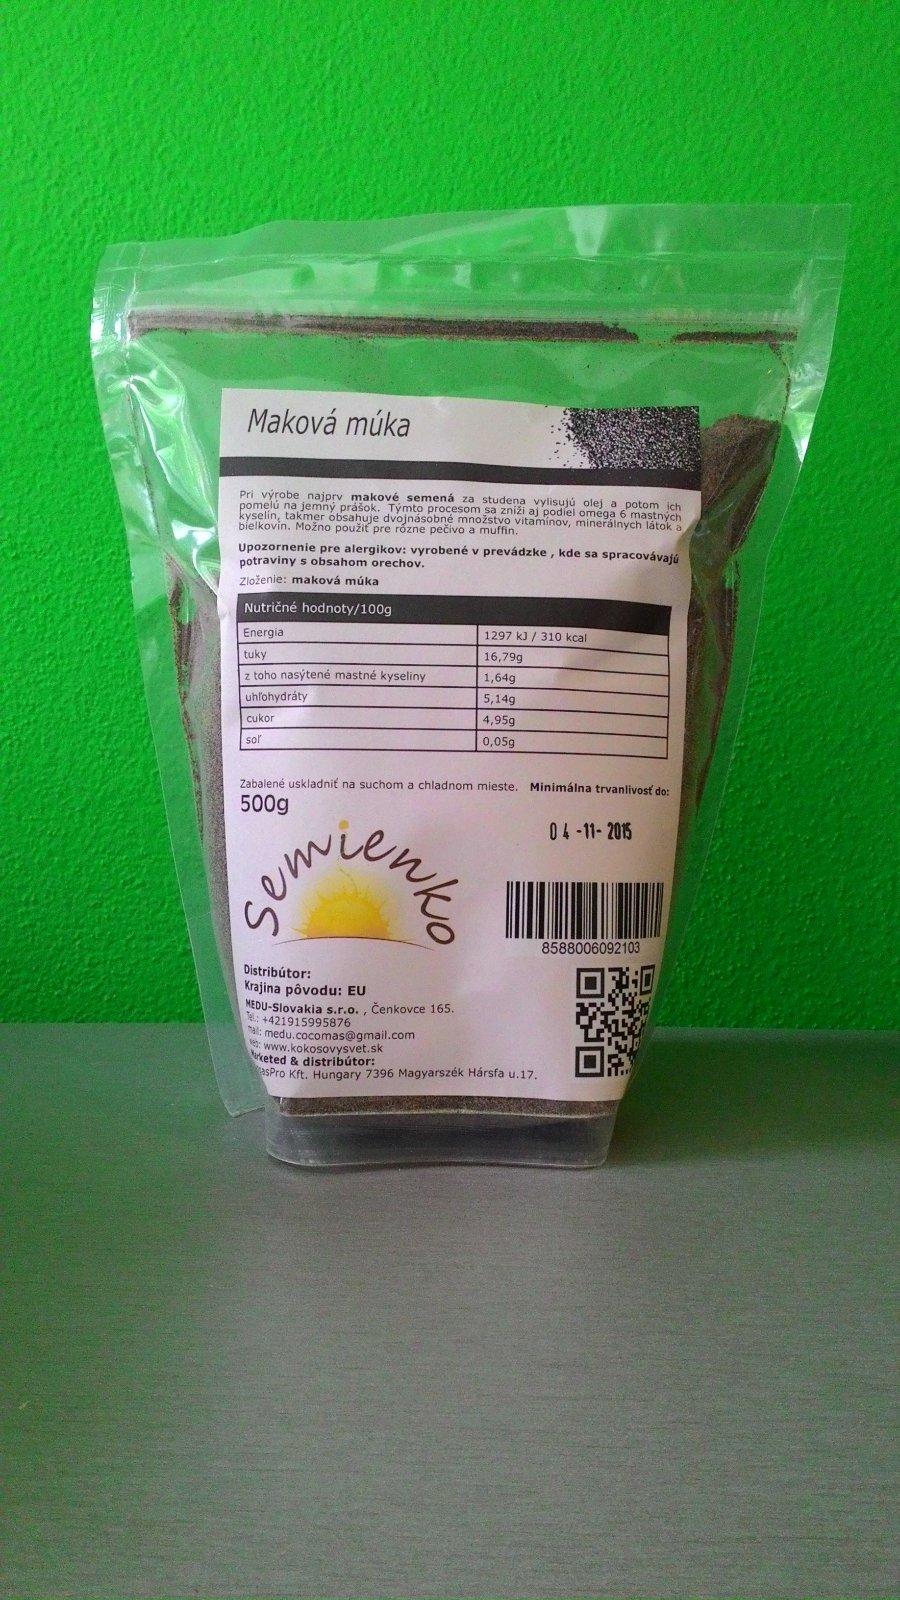 Maková múka
Pri výrobe najprv makové semená za studena vylisujú olej a potom ich
pomelú na jemný prášok. Týmto procesom sa zníži aj podiel omega 6 mastných
kyselín, takmer obsahuje dvojnásobné množstvo vitamínov, minerálnych látok a
bielkovín. Možno použiť pre rôzne pečivo a muffin.
Upozornenie pre alergikov: vyrobené v prevádzke , kde sa spracovávajú
potraviny s obsahom orechov.
Zloženie: maková múka
Nutričné hodnoty/100g
Energia 1297 kJ / 310 kcal
tuky 16,79g
z toho nasýtené mastné kyseliny 1,64g
uhľohydráty 5,14g
cukor 4,95g
soľ 0,05g
Zabalené uskladniť na suchom a chladnom mieste. Minimálna trvanlivosť do:
500g
04-11-2015
Semienko
8588006092103
Distribútor:
Krajina pôvodu: EU
MEDU-Slovakia s.r.o. , Čenkovce 165.
Tel.: +421915995876
mail: medu.cocomas@gmail.com
web: www.kokosovysvet.sk
Marketed & distribútor:
Kft. Hungary 7396 Magyarszék Hársfa u.17.